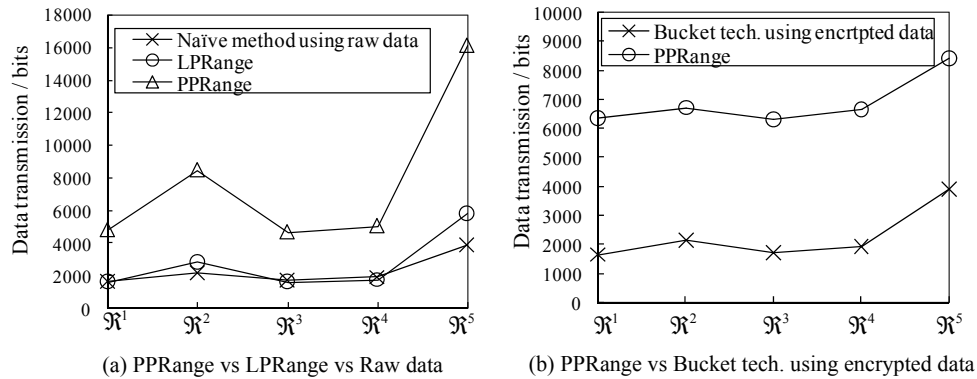 18000
16000
14000
12000
10000
8000
6000
4000
2000
0
Data transmission / bits
Naïve method using raw data
LPRange
PPRange
ℜ¹ ℜ² ℜ³ ℜ⁴ ℜ⁵
(a) PPRange vs LPRange vs Raw data
10000
9000
8000
7000
6000
5000
4000
3000
2000
1000
0
Data transmission / bits
Bucket tech. using encrtpted data
PPRange
ℜ¹ ℜ² ℜ³ ℜ⁴ ℜ⁵
(b) PPRange vs Bucket tech. using encrypted data